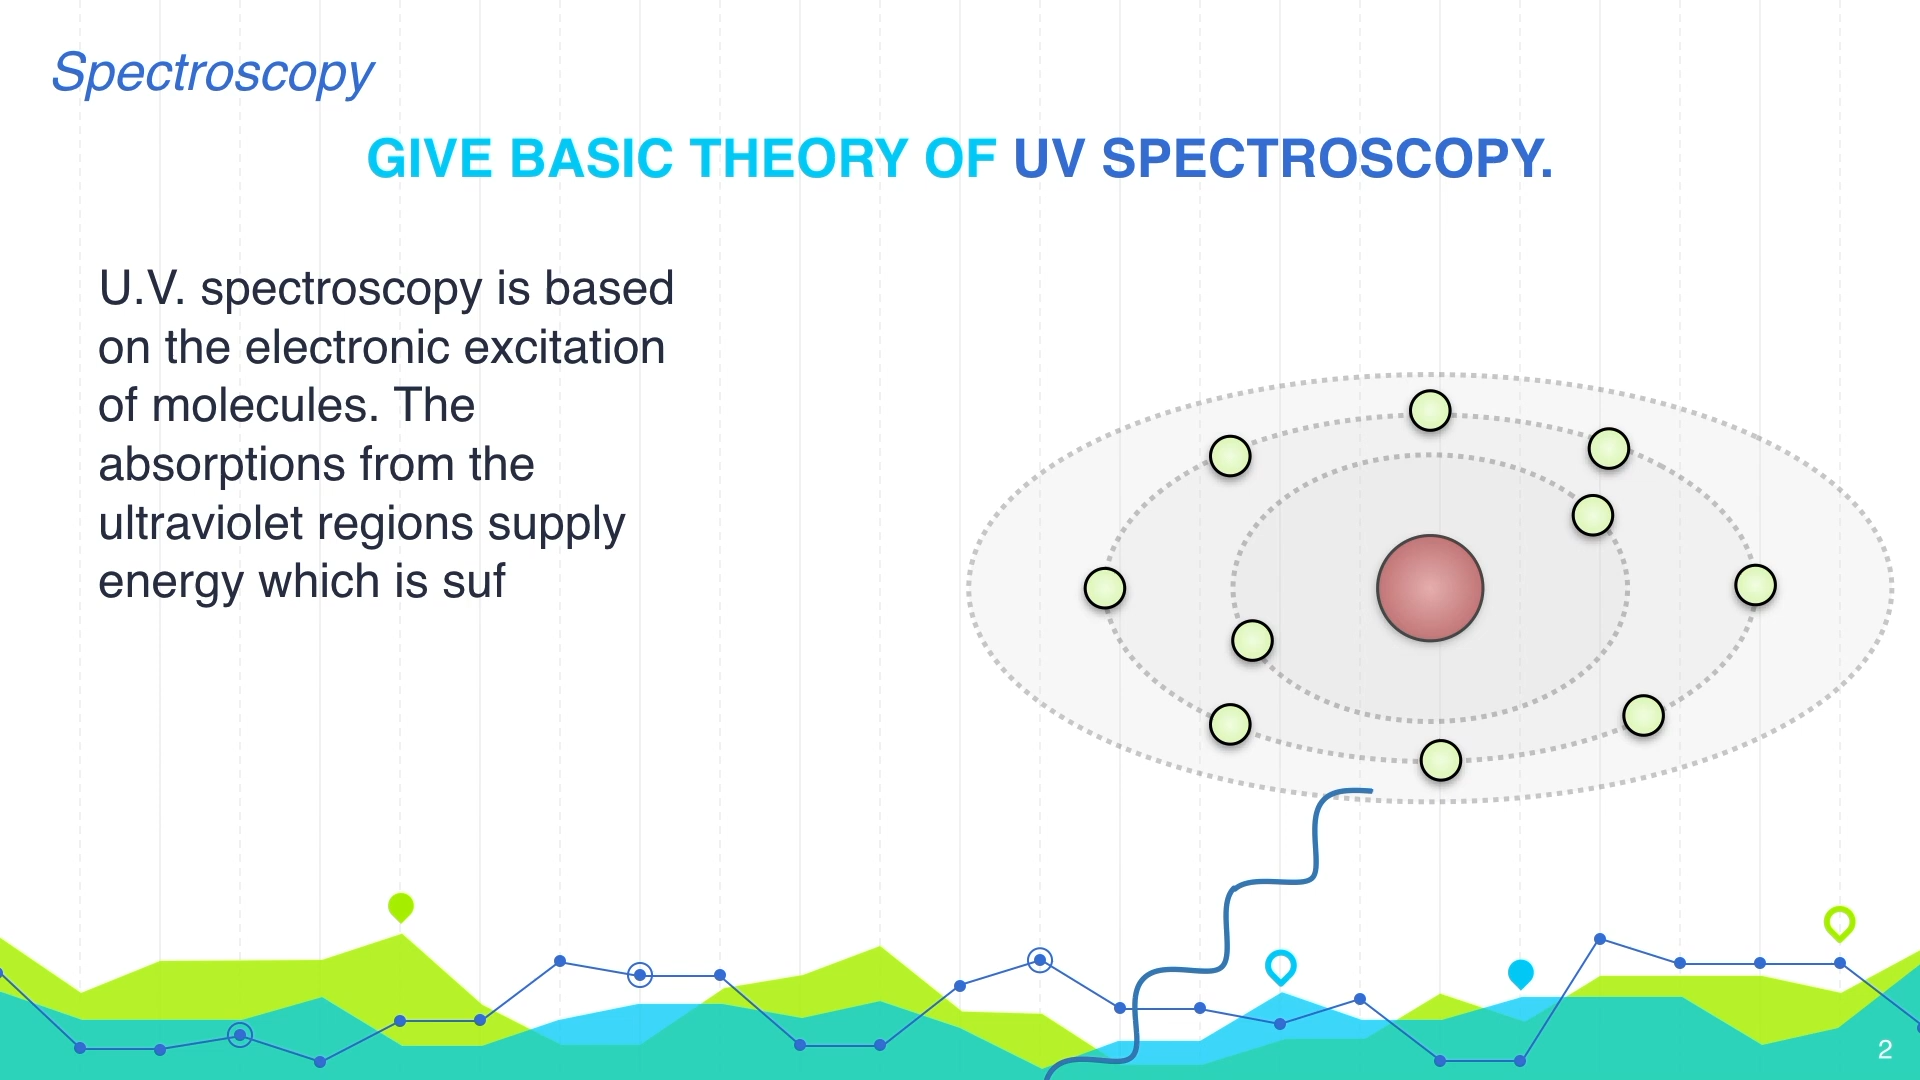 Spectroscopy
GIVE BASIC THEORY OF UV SPECTROSCOPY.
U.V. spectroscopy is based
on the electronic excitation
of molecules. The
absorptions from the
ultraviolet regions supply
energy which is suf
2